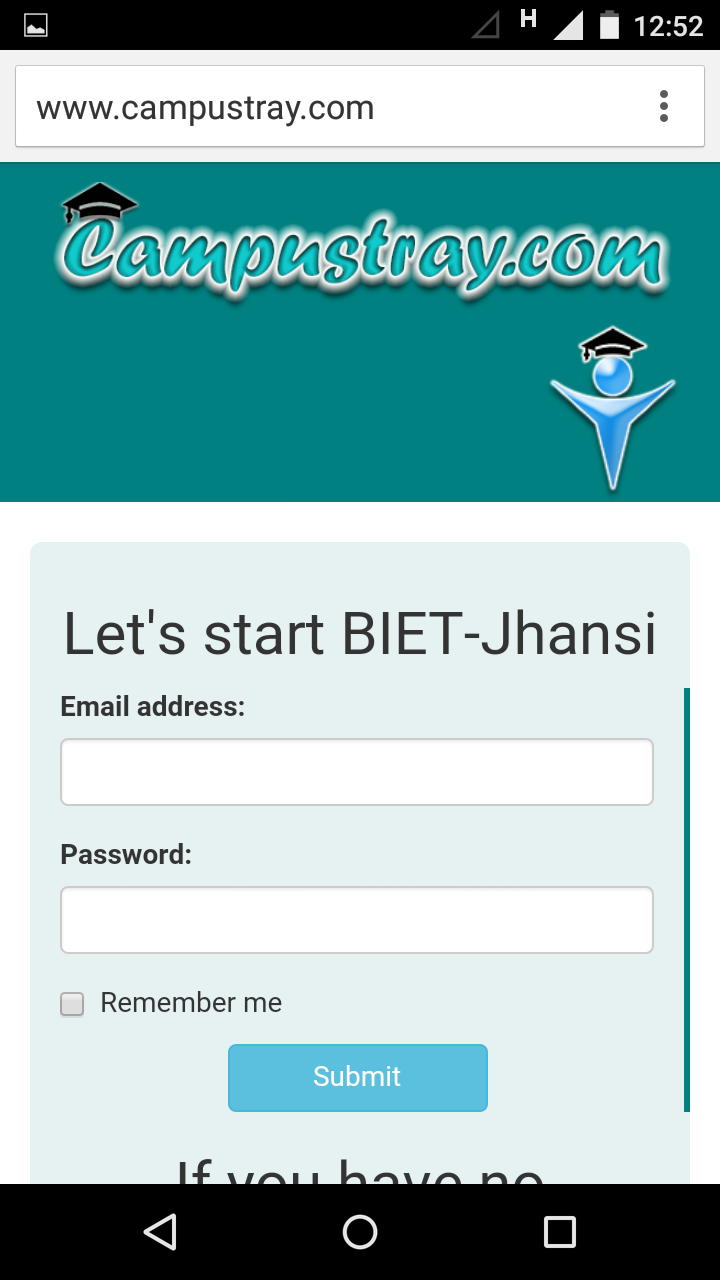 H 12:52
www.campustray.com
Campustray.com
Let's start BIET-Jhansi
Email address:
Password:
Remember me
Submit
If you have no